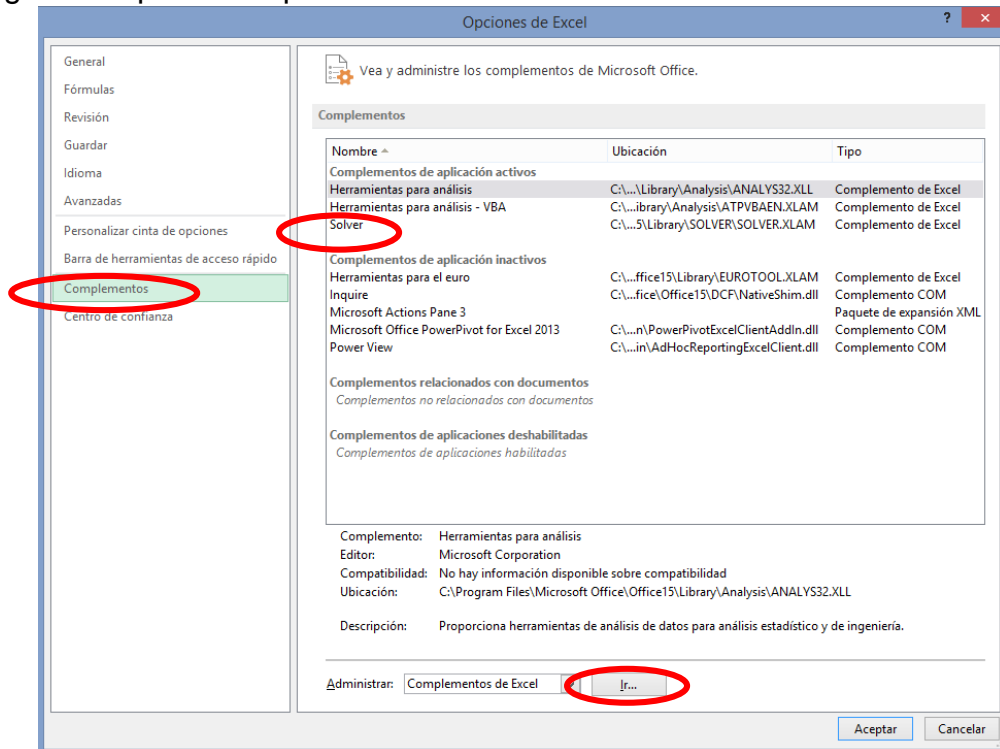 Opciones de Excel
? ×
General
Fórmulas
Revisión
Guardar
Idioma
Avanzadas
Personalizar cinta de opciones
Barra de herramientas de acceso rápido
Complementos
Centro de confianza
Vea y administre los complementos de Microsoft Office.
Complementos
Nombre Ubicación Tipo
Complementos de aplicación activos
Herramientas para análisis C:\...\Library\Analysis\ANALYS32.XLL Complemento de Excel
Herramientas para análisis - VBA C:\...ibrary\Analysis\ATPVBAEN.XLAM Complemento de Excel
Solver C:\...5\Library\SOLVER\SOLVER.XLAM Complemento de Excel
Complementos de aplicación inactivos
Herramientas para el euro C:\...ffice15\Library\EUROTOOL.XLAM Complemento de Excel
Inquire C:\...fice\Office15\DCF\NativeShim.dll Complemento COM
Microsoft Actions Pane 3 Paquete de expansión XML
Microsoft Office PowerPivot for Excel 2013 C:\...n\PowerPivotExcelClientAddIn.dll Complemento COM
Power View C:\...in\AdHocReportingExcelClient.dll Complemento COM
Complementos relacionados con documentos
Complementos no relacionados con documentos
Complementos de aplicaciones deshabilitadas
Complementos de aplicaciones habilitadas
Complemento: Herramientas para análisis
Editor: Microsoft Corporation
Compatibilidad: No hay información disponible sobre compatibilidad
Ubicación: C:\Program Files\Microsoft Office\Office15\Library\Analysis\ANALYS32.XLL
Descripción: Proporciona herramientas de análisis de datos para análisis estadístico y de ingeniería.
Administrar: Complementos de Excel Ir...
Aceptar Cancelar